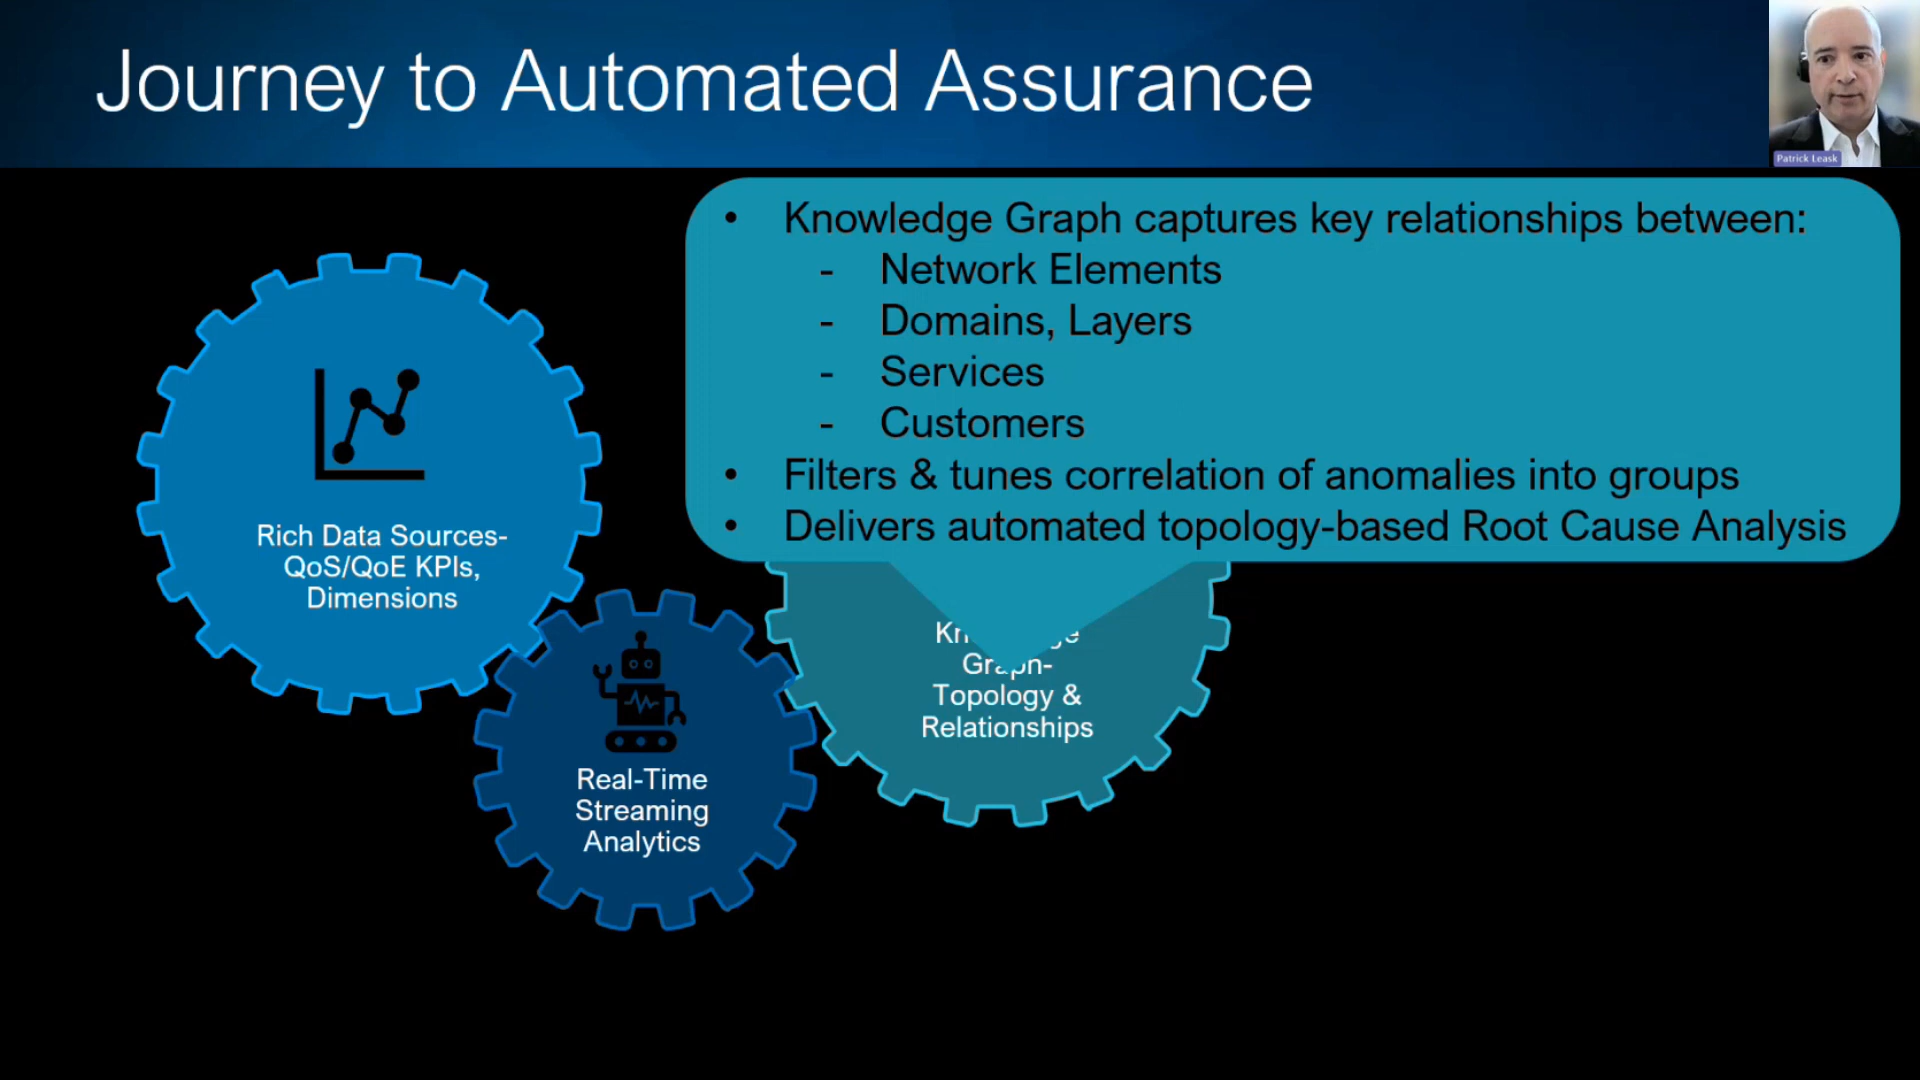 Journey to Automated Assurance
Patrick Leask
• Knowledge Graph captures key relationships between:
- Network Elements
- Domains, Layers
- Services
- Customers
• Filters & tunes correlation of anomalies into groups
• Delivers automated topology-based Root Cause Analysis
Rich Data Sources-
QoS/QoE KPIs,
Dimensions
Real-Time
Streaming
Analytics
Graph-
Topology &
Relationships